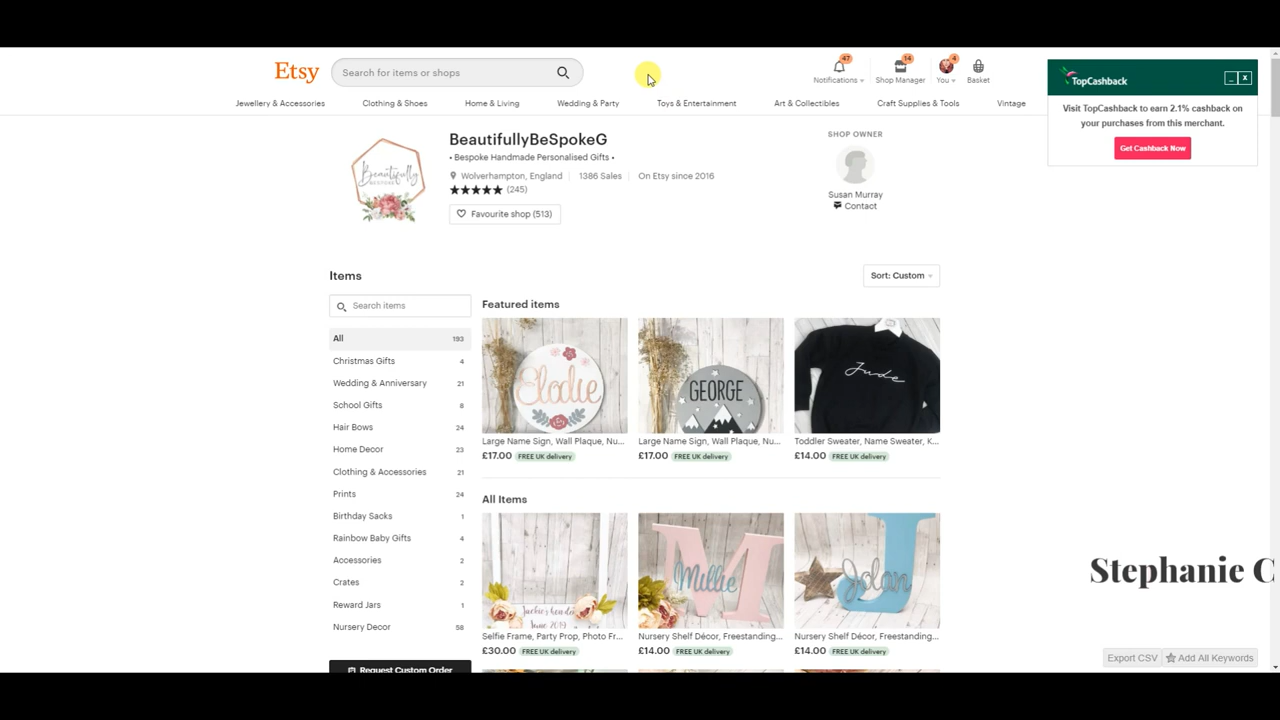 Etsy
Search for items or shops
47
14
4
Notifications
Shop Manager
You
Basket
Jewellery & Accessories
Clothing & Shoes
Home & Living
Wedding & Party
Toys & Entertainment
Art & Collectibles
Craft Supplies & Tools
Vintage
TopCashback
Visit TopCashback to earn 2.1% cashback on
your purchases from this merchant.
Get Cashback Now
Beautifully
BESPOKE
BeautifullyBeSpokeG
• Bespoke Handmade Personalised Gifts •
Wolverhampton, England
1386 Sales
On Etsy since 2016
(245)
Favourite shop (513)
SHOP OWNER
Susan Murray
Contact
Items
Sort: Custom
Search items
All 193
Christmas Gifts 4
Wedding & Anniversary 21
School Gifts 8
Hair Bows 24
Home Decor 23
Clothing & Accessories 21
Prints 24
Birthday Sacks 1
Rainbow Baby Gifts 4
Accessories 2
Crates 2
Reward Jars 1
Nursery Decor 58
Request Custom Order
Featured items
Elodie
GEORGE
Jude
Large Name Sign, Wall Plaque, Nu...
£17.00 FREE UK delivery
Large Name Sign, Wall Plaque, Nu...
£17.00 FREE UK delivery
Toddler Sweater, Name Sweater, K...
£14.00 FREE UK delivery
All Items
M
Millie
J
Jolan
Selfie Frame, Party Prop, Photo Fr...
£30.00 FREE UK delivery
Nursery Shelf Décor, Freestanding...
£14.00 FREE UK delivery
Nursery Shelf Décor, Freestanding...
£14.00 FREE UK delivery
Stephanie C
Export CSV
Add All Keywords